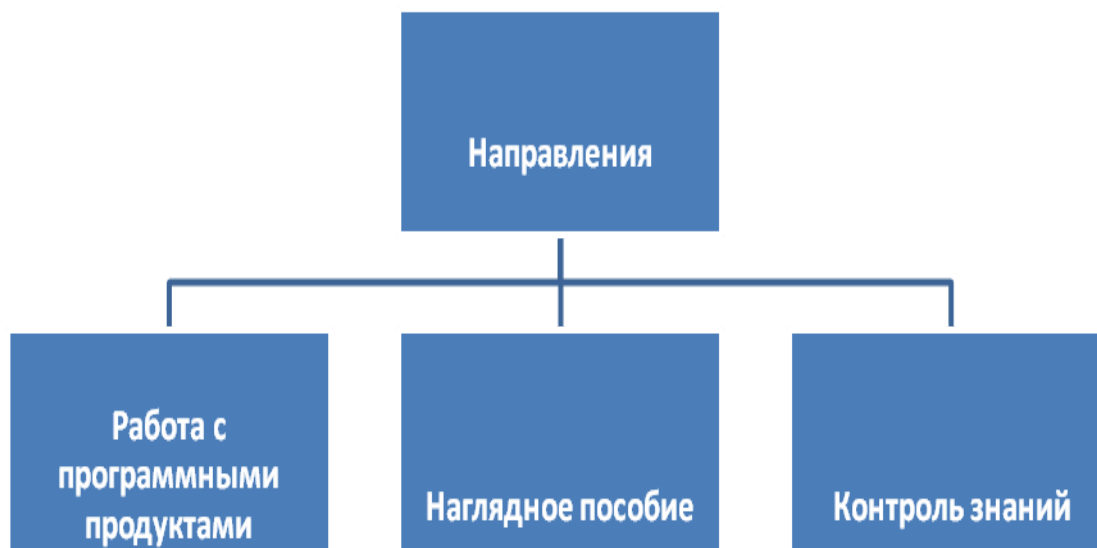 Направления
Работа с
программными
продуктами
Наглядное пособие
Контроль знаний